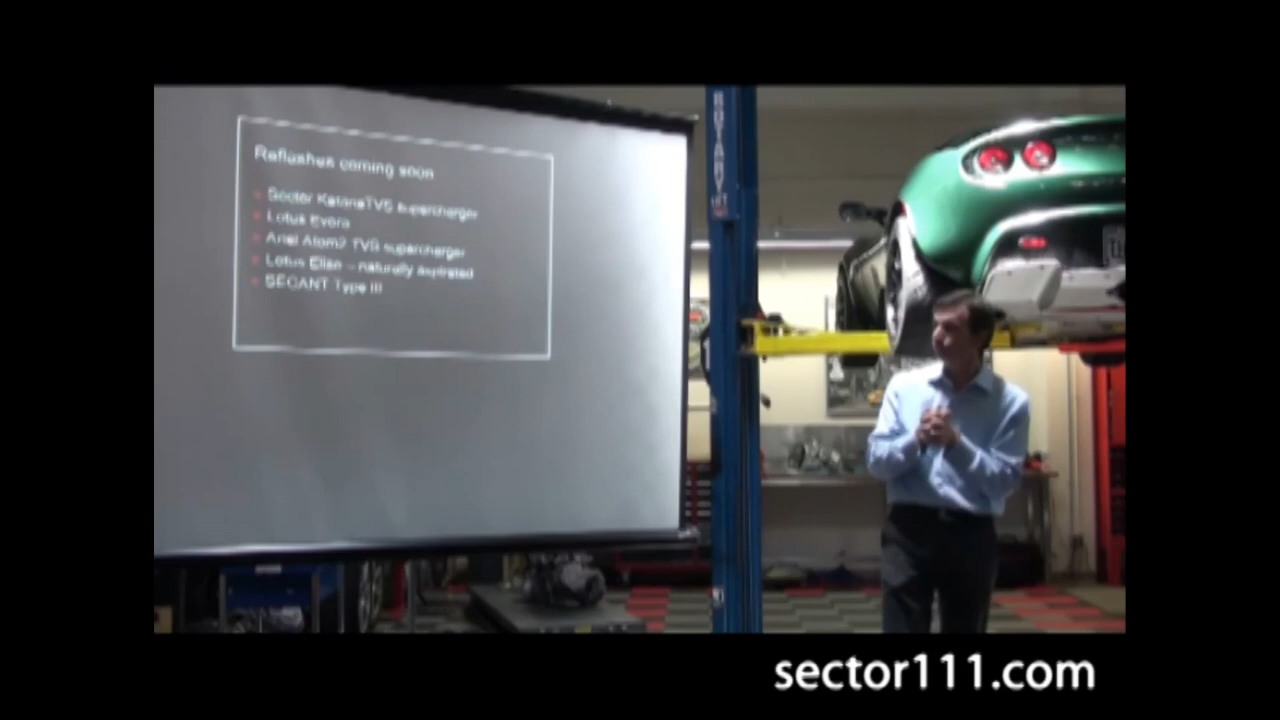 Reflashes coming soon
Sector KatanaTVS supercharger
Lotus Evora
Ariel Atom2 TVS supercharger
Lotus Elise – naturally aspirated
SECANT Type III
ROTARY
LIFT
sector111.com